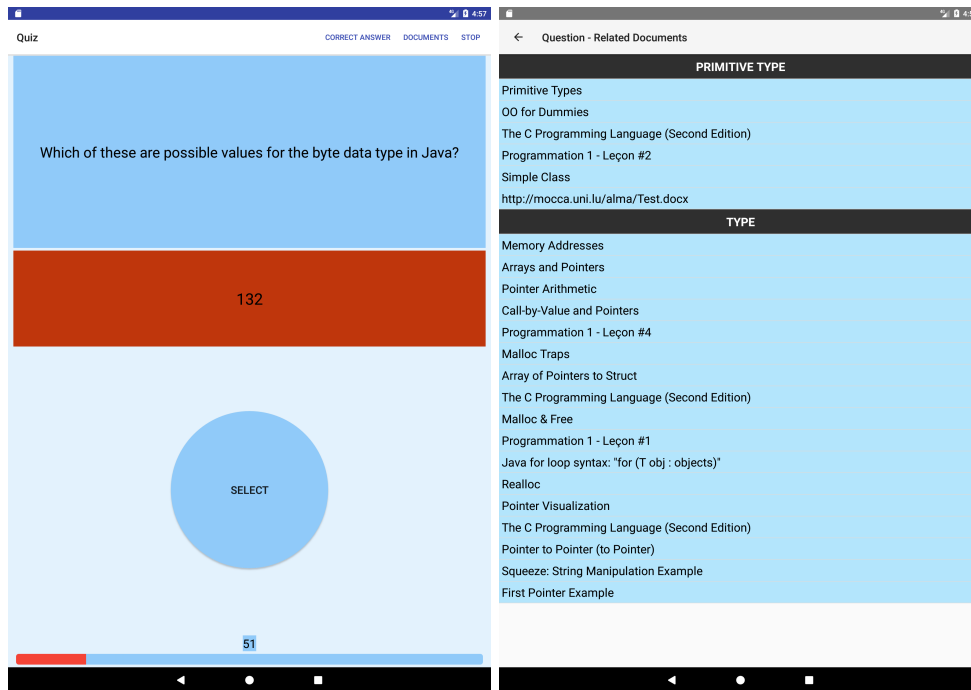 4:57
Quiz
CORRECT ANSWER DOCUMENTS STOP
Which of these are possible values for the byte data type in Java?
132
SELECT
51
Question - Related Documents
PRIMITIVE TYPE
Primitive Types
OO for Dummies
The C Programming Language (Second Edition)
Programmation 1 - Leçon #2
Simple Class
http://mocca.uni.lu/alma/Test.docx
TYPE
Memory Addresses
Arrays and Pointers
Pointer Arithmetic
Call-by-Value and Pointers
Programmation 1 - Leçon #4
Malloc Traps
Array of Pointers to Struct
The C Programming Language (Second Edition)
Malloc & Free
Programmation 1 - Leçon #1
Java for loop syntax: "for (T obj : objects)"
Realloc
Pointer Visualization
The C Programming Language (Second Edition)
Pointer to Pointer (to Pointer)
Squeeze: String Manipulation Example
First Pointer Example